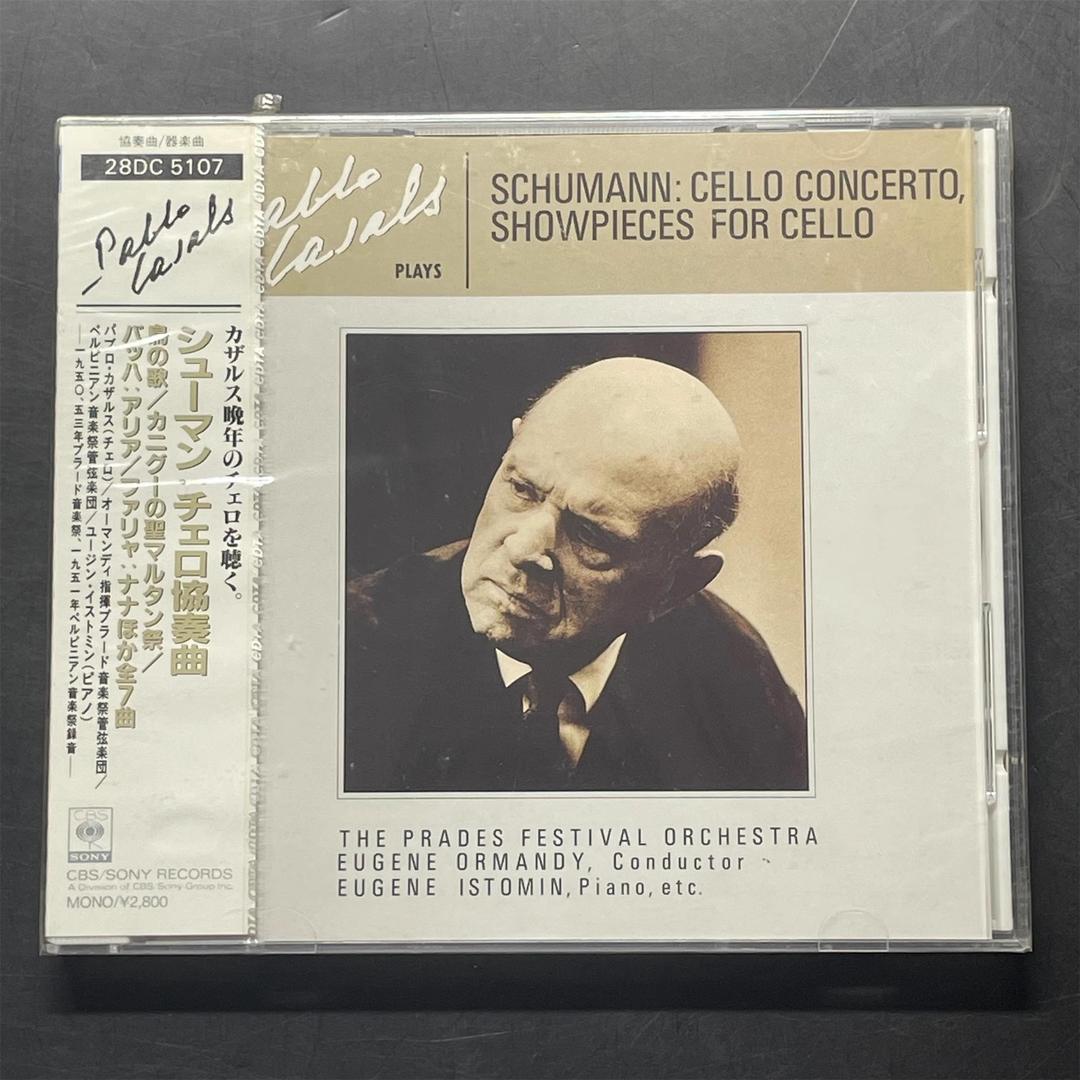 協奏曲/器楽曲
28DC 5107
Pablo
Casals
カザルス晩年のチェロを聴く。
シューマン:チェロ協奏曲
鳥の歌/カニグーの聖マルタン祭/
バッハ:アリア/ファリャ:ナナほか全7曲
パブロ・カザルス(チェロ)/オーマンディ指揮プラード音楽祭管弦楽団/
ペルピニアン音楽祭管弦楽団/ユージン・イストミン(ピアノ)
―一九五〇、五三年プラード音楽祭、一九五一年ペルピニアン音楽祭録音―
CBS
SONY
CBS/SONY RECORDS
A Division of CBS/Sony Group Inc.
MONO/¥2,800
Pablo
Casals
PLAYS
SCHUMANN: CELLO CONCERTO,
SHOWPIECES FOR CELLO
THE PRADES FESTIVAL ORCHESTRA
EUGENE ORMANDY, Conductor
EUGENE ISTOMIN, Piano, etc.